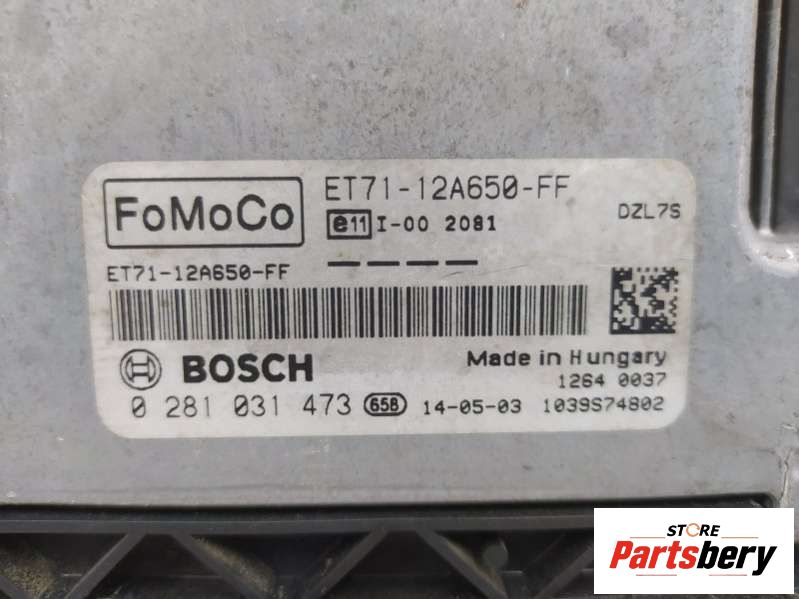 FoMoCo ET71-12A650-FF
e11 I-00 2081 DZL7S
ET71-12A650-FF
BOSCH Made in Hungary
1264 0037
0 281 031 473 658 14-05-03 1039S74802
STORE
Partsbery